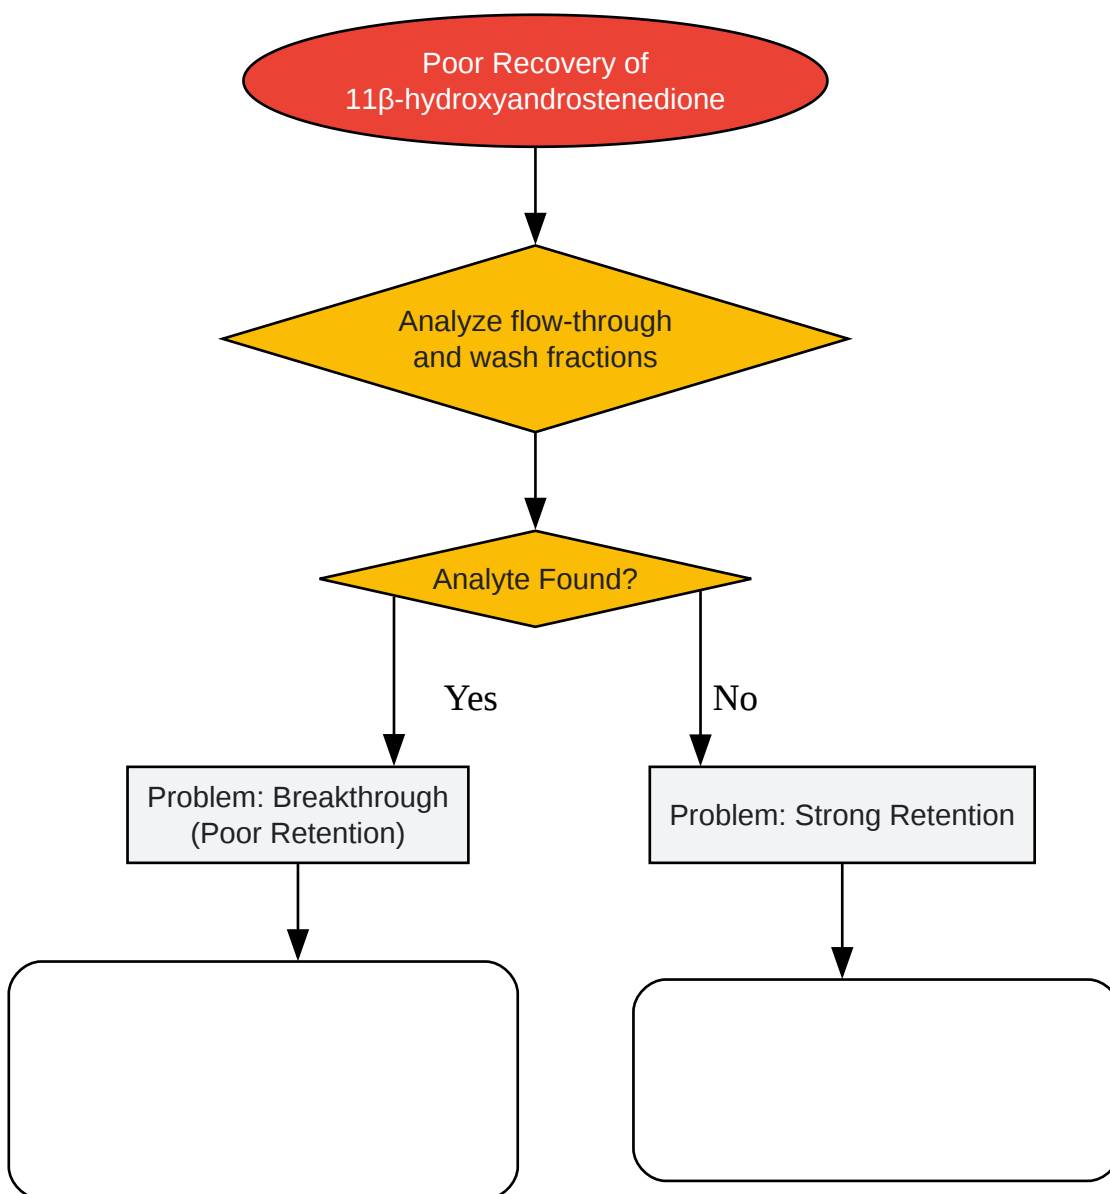 Poor Recovery of
11β-hydroxyandrostenedione
Analyze flow-through
and wash fractions
Analyte Found?
Yes
No
Problem: Breakthrough
(Poor Retention)
Problem: Strong Retention